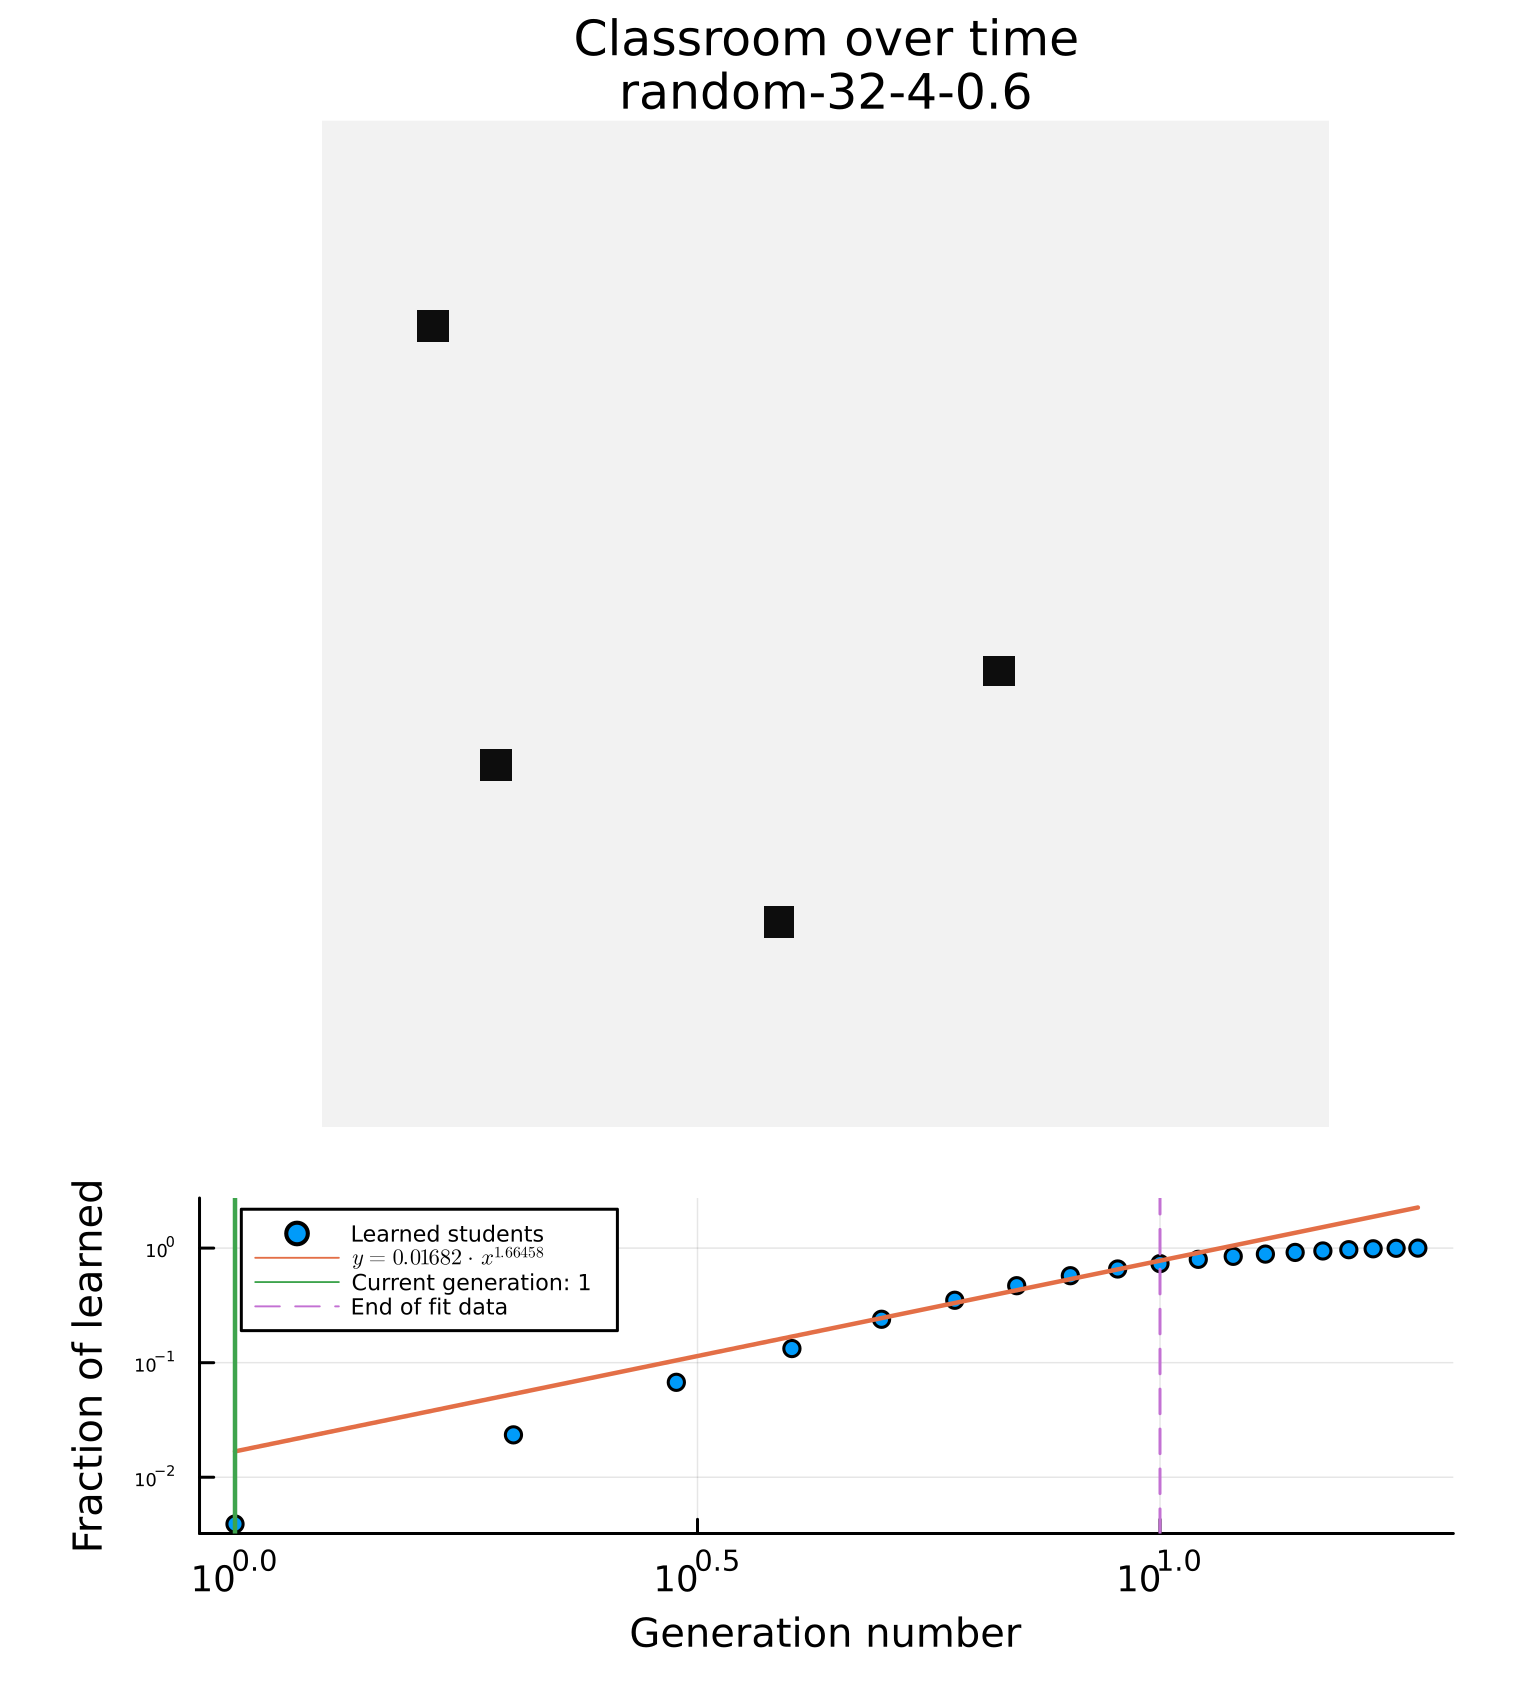 Classroom over time
random-32-4-0.6
Fraction of learned
Learned students
y = 0.01682 · x^1.66458
Current generation: 1
End of fit data
10^0
10^−1
10^−2
10^0.0 10^0.5 10^1.0
Generation number